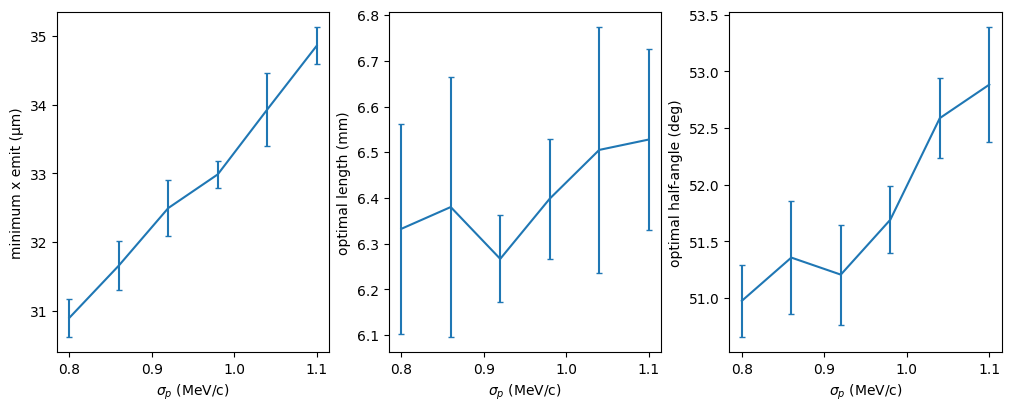 minimum x emit (μm)
35
34
33
32
31
0.8 0.9 1.0 1.1
σp (MeV/c)
optimal length (mm)
6.8
6.7
6.6
6.5
6.4
6.3
6.2
6.1
0.8 0.9 1.0 1.1
σp (MeV/c)
optimal half-angle (deg)
53.5
53.0
52.5
52.0
51.5
51.0
0.8 0.9 1.0 1.1
σp (MeV/c)